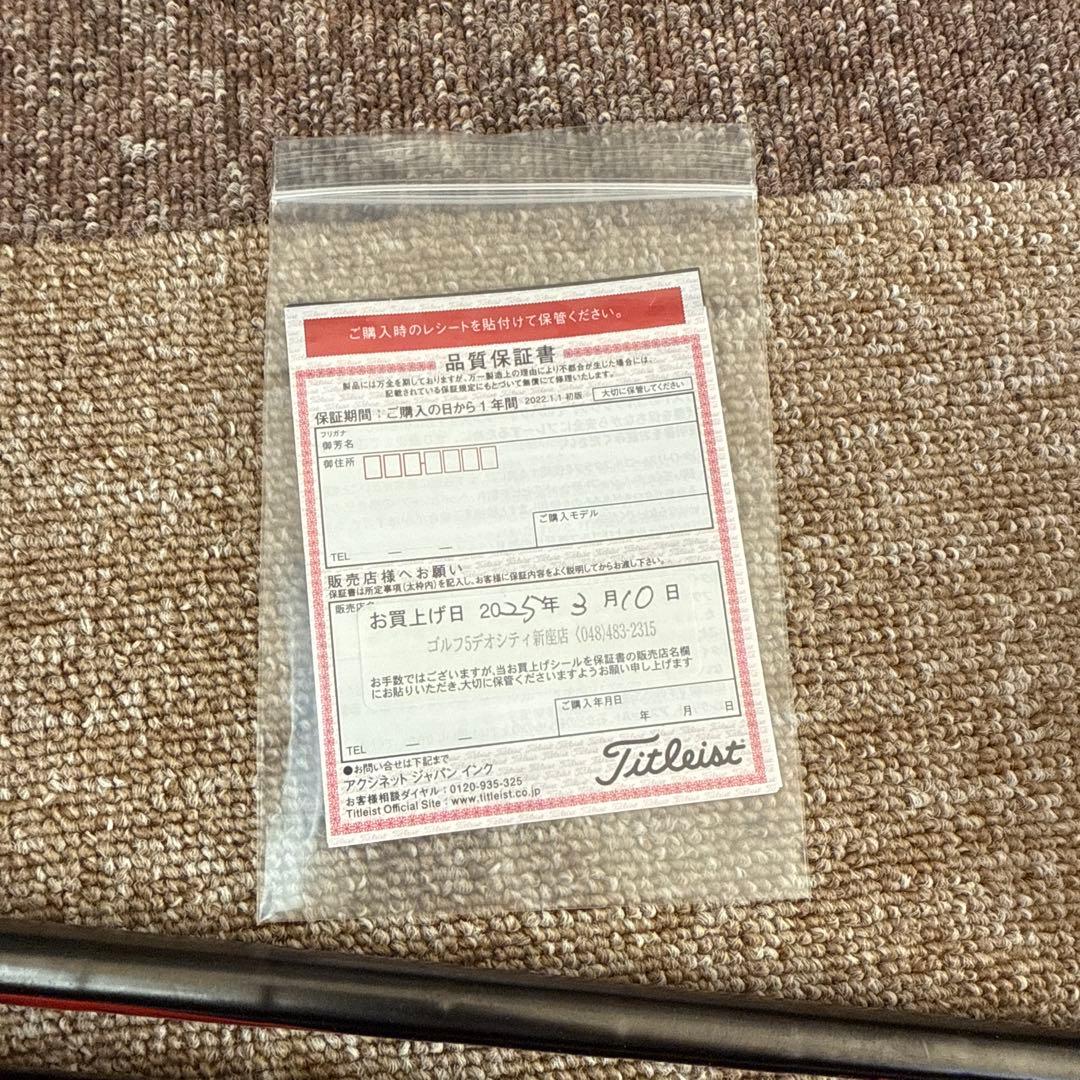 ご購入時のレシートを貼付けて保管ください。
品質保証書
製品には万全を期しておりますが、万一製造上の理由により不都合が生じた場合には、
記載されている保証規定にもとづいて無償にて修理いたします。
保証期間：ご購入の日から1年間 2022.1.1 初版 大切に保管してください
フリガナ
御芳名
御住所
ご購入モデル
TEL — —
販売店様へお願い
保証書は所定事項(太枠内)を記入し、お客様に保証内容をよく説明してからお渡し下さい。
販売店名
お買上げ日 2025年 3月10日
ゴルフ5デオシティ新座店 〈048〉483-2315
お手数ではございますが、当お買上げシールを保証書の販売店名欄
にお貼りいただき、大切に保管くださいますようお願い申し上げます
ご購入年月日
年 月 日
TEL — —
●お問い合せは下記まで
アクシネット ジャパン インク
お客様相談ダイヤル：0120-935-325
Titleist Official Site：www.titleist.co.jp
Titleist